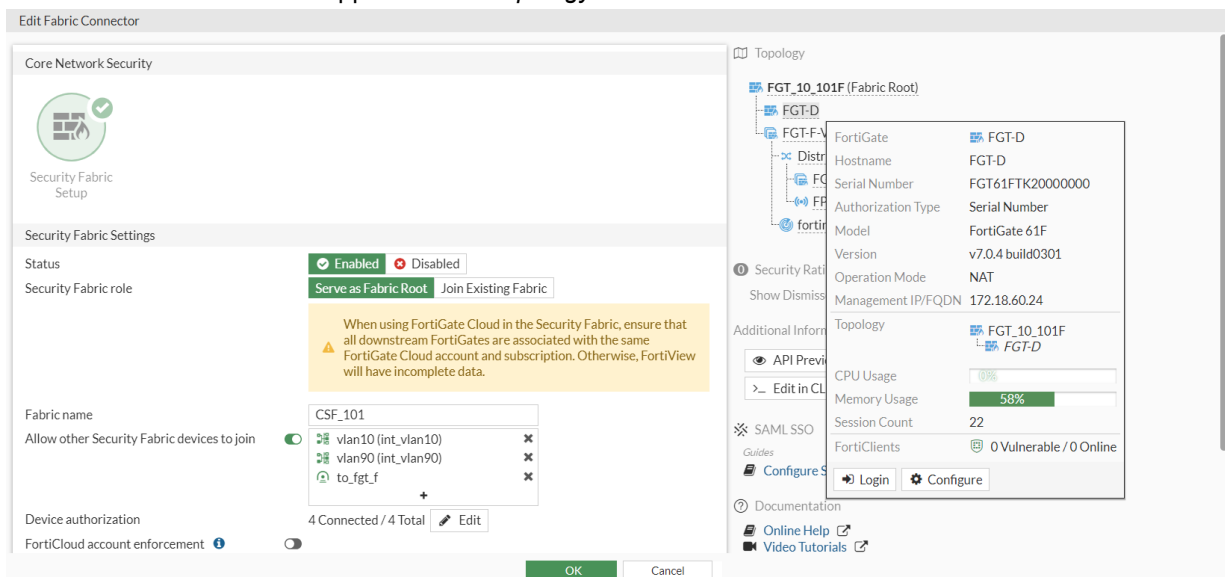 Edit Fabric Connector
Core Network Security
Security Fabric
Setup
Security Fabric Settings
Status
Enabled
Disabled
Security Fabric role
Serve as Fabric Root
Join Existing Fabric
When using FortiGate Cloud in the Security Fabric, ensure that
all downstream FortiGates are associated with the same
FortiGate Cloud account and subscription. Otherwise, FortiView
will have incomplete data.
Fabric name
CSF_101
Allow other Security Fabric devices to join
vlan10 (int_vlan10)
vlan90 (int_vlan90)
to_fgt_f
+
Device authorization
4 Connected / 4 Total
Edit
FortiCloud account enforcement
OK
Cancel
Topology
FGT_10_101F (Fabric Root)
FGT-D
FGT-F-V
Distr
FG
FP
fortir
0 Security Rati
Show Dismiss
Additional Inform
API Previ
>_ Edit in CL
SAML SSO
Guides
Configure S
Documentation
Online Help
Video Tutorials
FortiGate FGT-D
Hostname FGT-D
Serial Number FGT61FTK20000000
Authorization Type Serial Number
Model FortiGate 61F
Version v7.0.4 build0301
Operation Mode NAT
Management IP/FQDN 172.18.60.24
Topology FGT_10_101F
FGT-D
CPU Usage 0%
Memory Usage 58%
Session Count 22
FortiClients 0 Vulnerable / 0 Online
Login
Configure